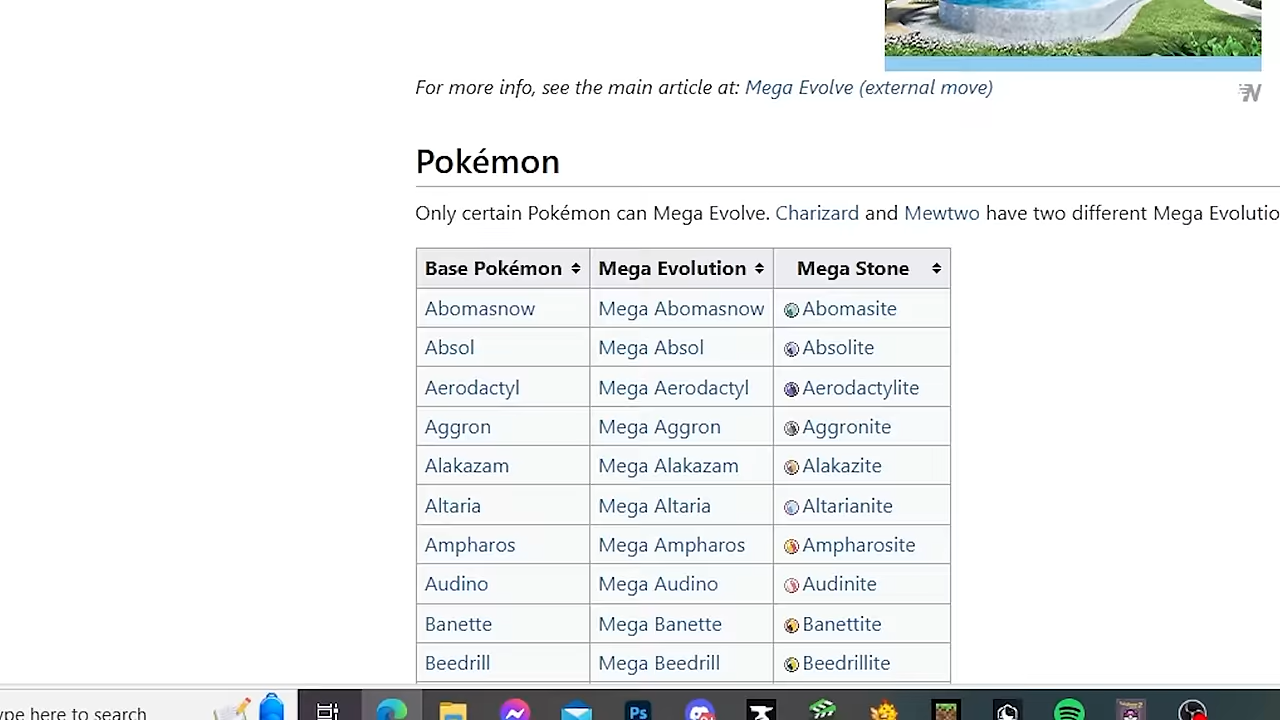 For more info, see the main article at: Mega Evolve (external move)
N
Pokémon
Only certain Pokémon can Mega Evolve. Charizard and Mewtwo have two different Mega Evolutio
Base Pokémon Mega Evolution Mega Stone
Abomasnow Mega Abomasnow Abomasite
Absol Mega Absol Absolite
Aerodactyl Mega Aerodactyl Aerodactylite
Aggron Mega Aggron Aggronite
Alakazam Mega Alakazam Alakazite
Altaria Mega Altaria Altarianite
Ampharos Mega Ampharos Ampharosite
Audino Mega Audino Audinite
Banette Mega Banette Banettite
Beedrill Mega Beedrill Beedrillite
ype here to search Ps